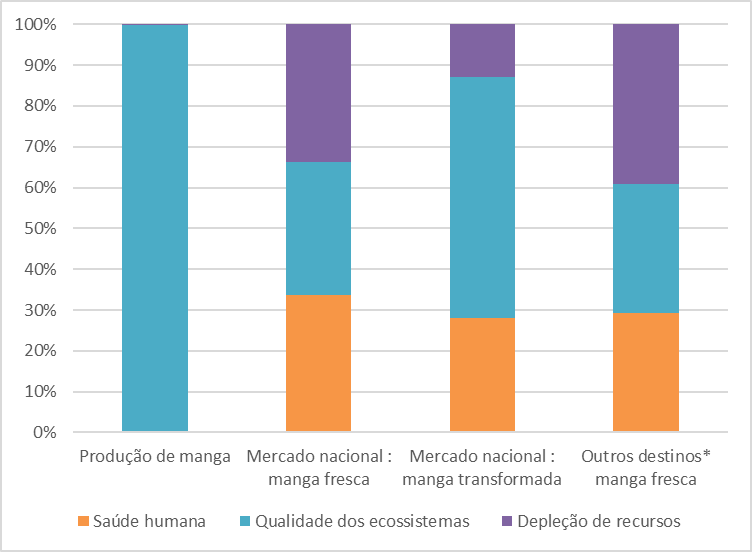 100%
90%
80%
70%
60%
50%
40%
30%
20%
10%
0%
Produção de manga
Mercado nacional :
manga fresca
Mercado nacional :
manga transformada
Outros destinos*
manga fresca
Saúde humana
Qualidade dos ecossistemas
Depleção de recursos